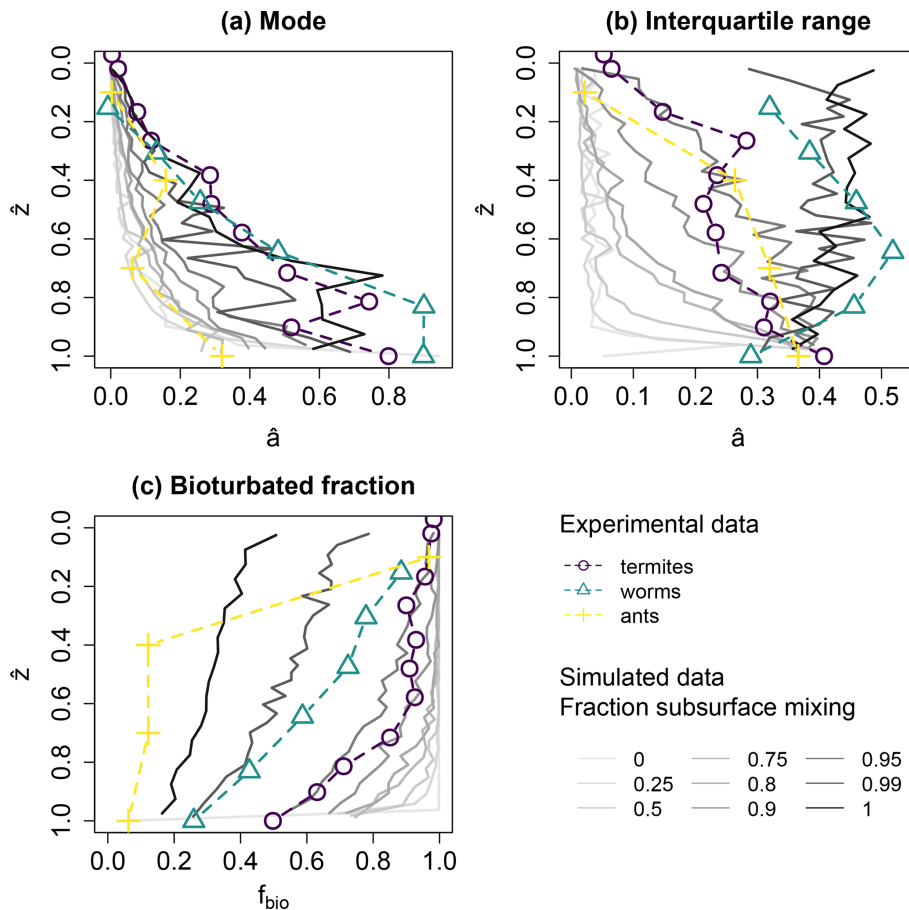 (a) Mode
0.0
0.2
0.4
0.6
0.8
1.0
ẑ
0.0 0.2 0.4 0.6 0.8
â
(b) Interquartile range
0.0
0.2
0.4
0.6
0.8
1.0
ẑ
0.0 0.1 0.2 0.3 0.4 0.5
â
(c) Bioturbated fraction
0.0
0.2
0.4
0.6
0.8
1.0
ẑ
0.0 0.2 0.4 0.6 0.8 1.0
f_bio
Experimental data
termites
worms
ants
Simulated data
Fraction subsurface mixing
0 0.75 0.95
0.25 0.8 0.99
0.5 0.9 1